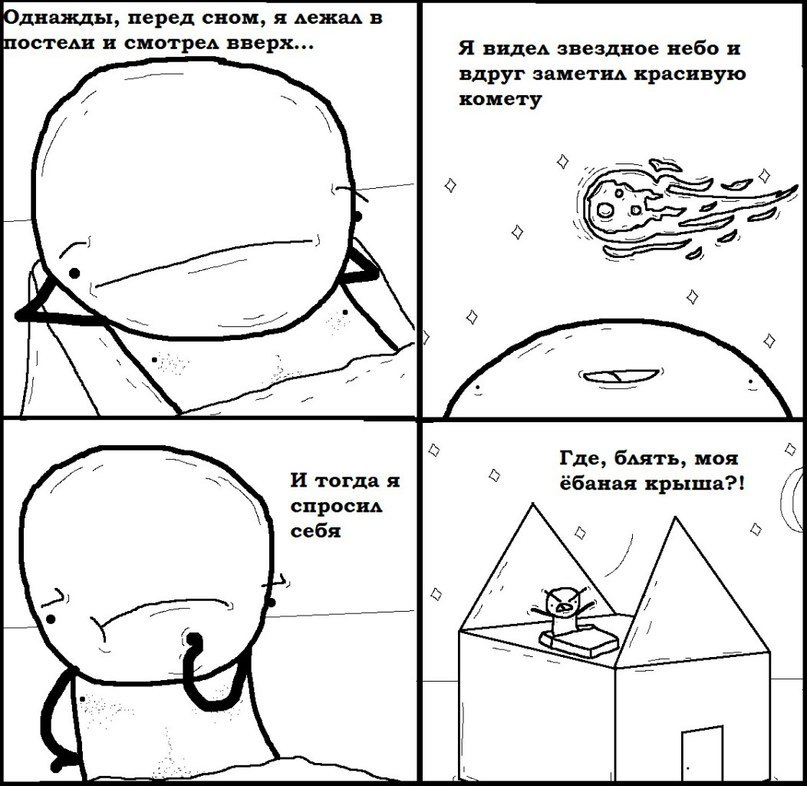 Однажды, перед сном, я лежал в
постели и смотрел вверх...
Я видел звездное небо и
вдруг заметил красивую
комету
И тогда я
спросил
себя
Где, блять, моя
ёбаная крыша?!